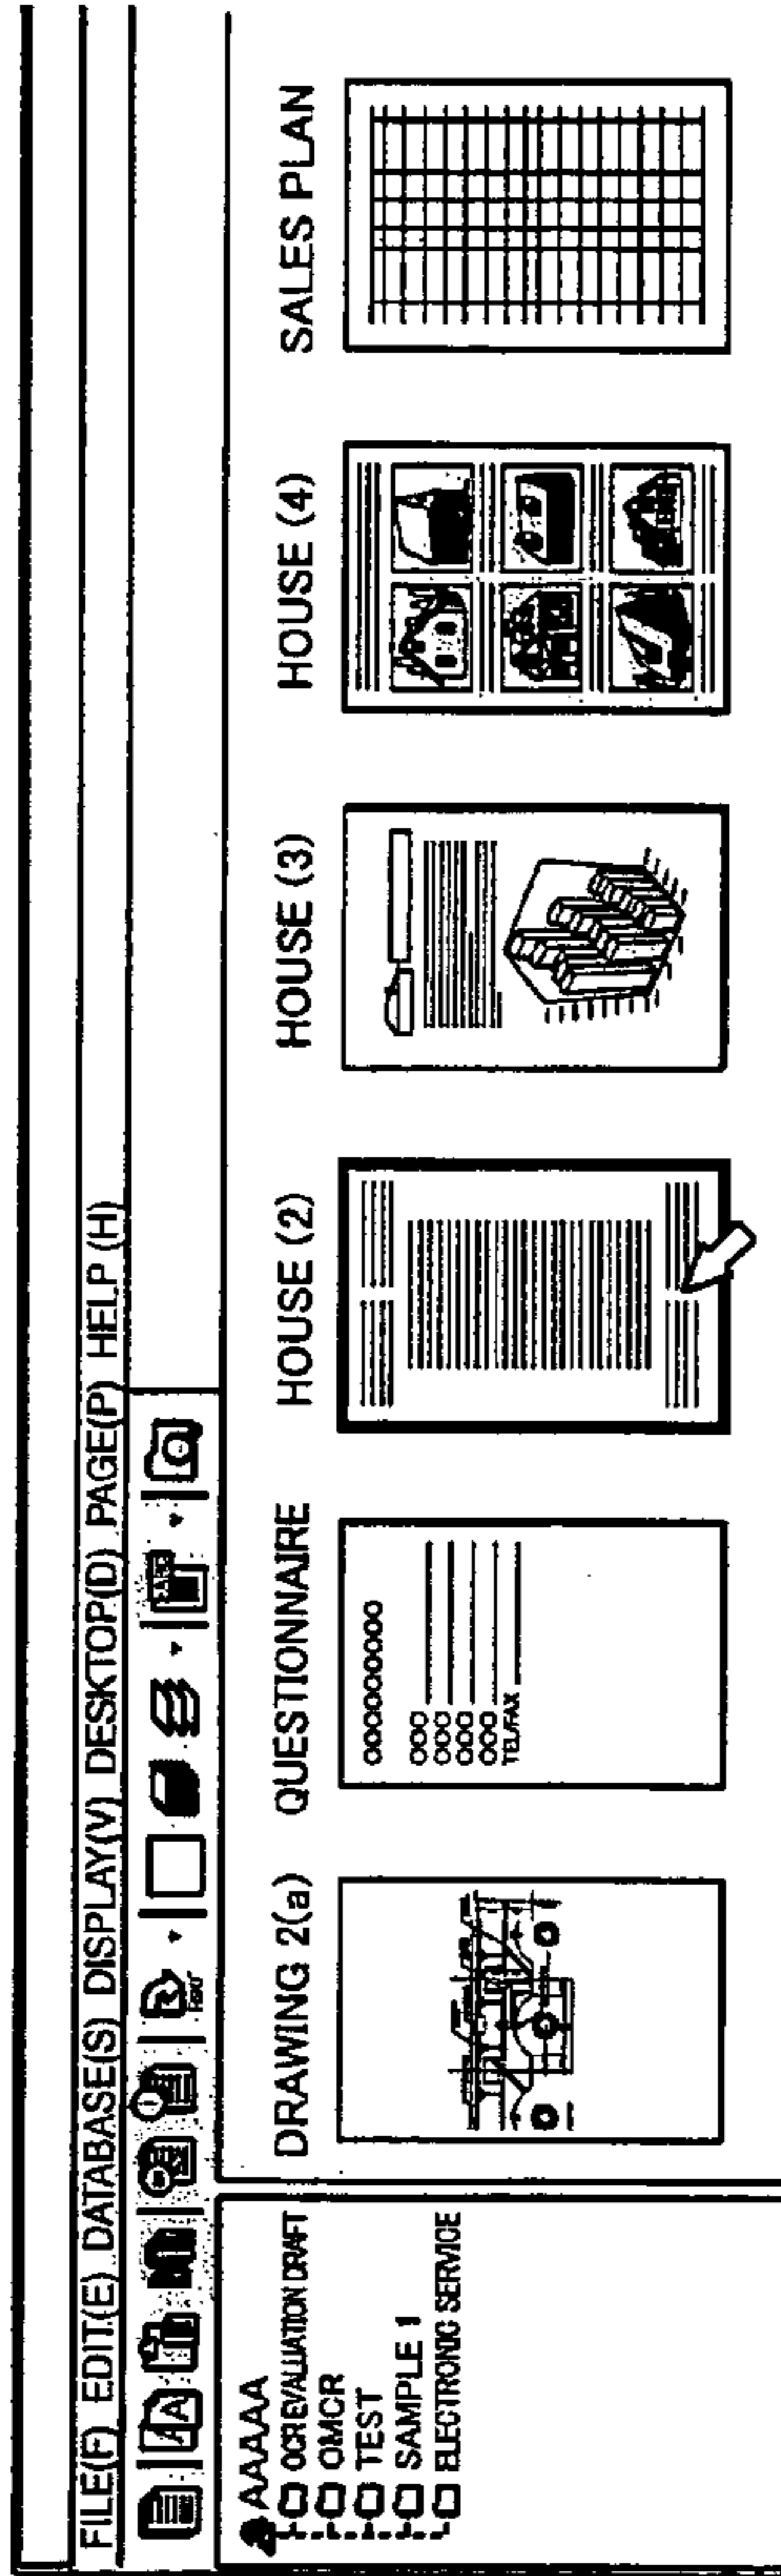 FILE(F) EDIT(E) DATABASE(S) DISPLAY(V) DESKTOP(D) PAGE(P) HELP (H)
AAAAA
OCR EVALUATION DRAFT
OMCR
TEST
SAMPLE 1
ELECTRONIC SERVICE
DRAWING 2(a)
QUESTIONNAIRE
HOUSE (2)
HOUSE (3)
HOUSE (4)
SALES PLAN
OOOOOOOOO
OOO
OOO
OOO
OOO
TEL/FAX